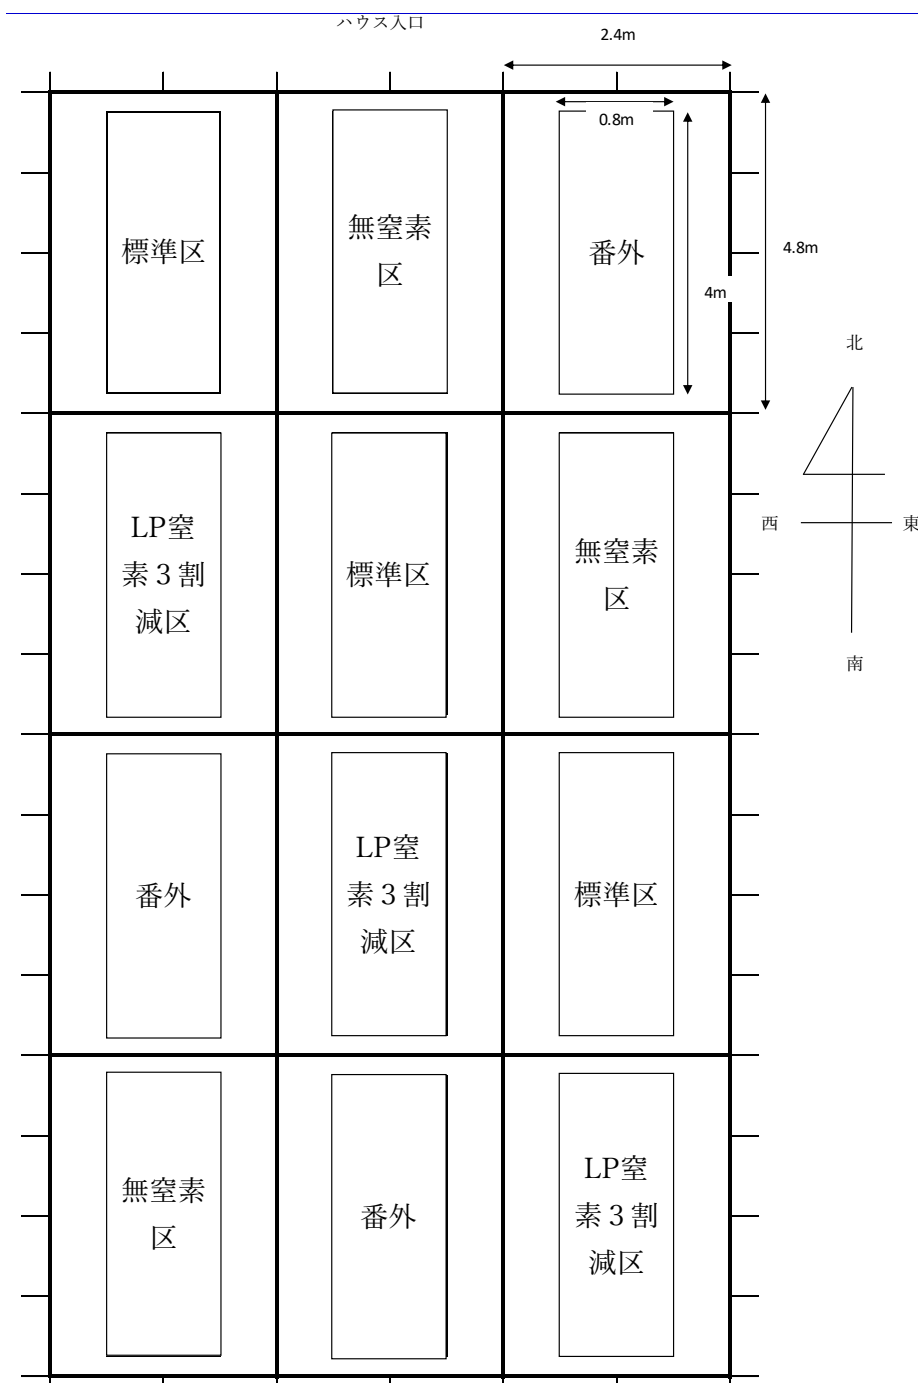 ハウス入口
2.4m
0.8m
標準区
無窒素
区
番外
4m
4.8m
北
西
東
南
LP窒
素３割
減区
標準区
無窒素
区
番外
LP窒
素３割
減区
標準区
無窒素
区
番外
LP窒
素３割
減区